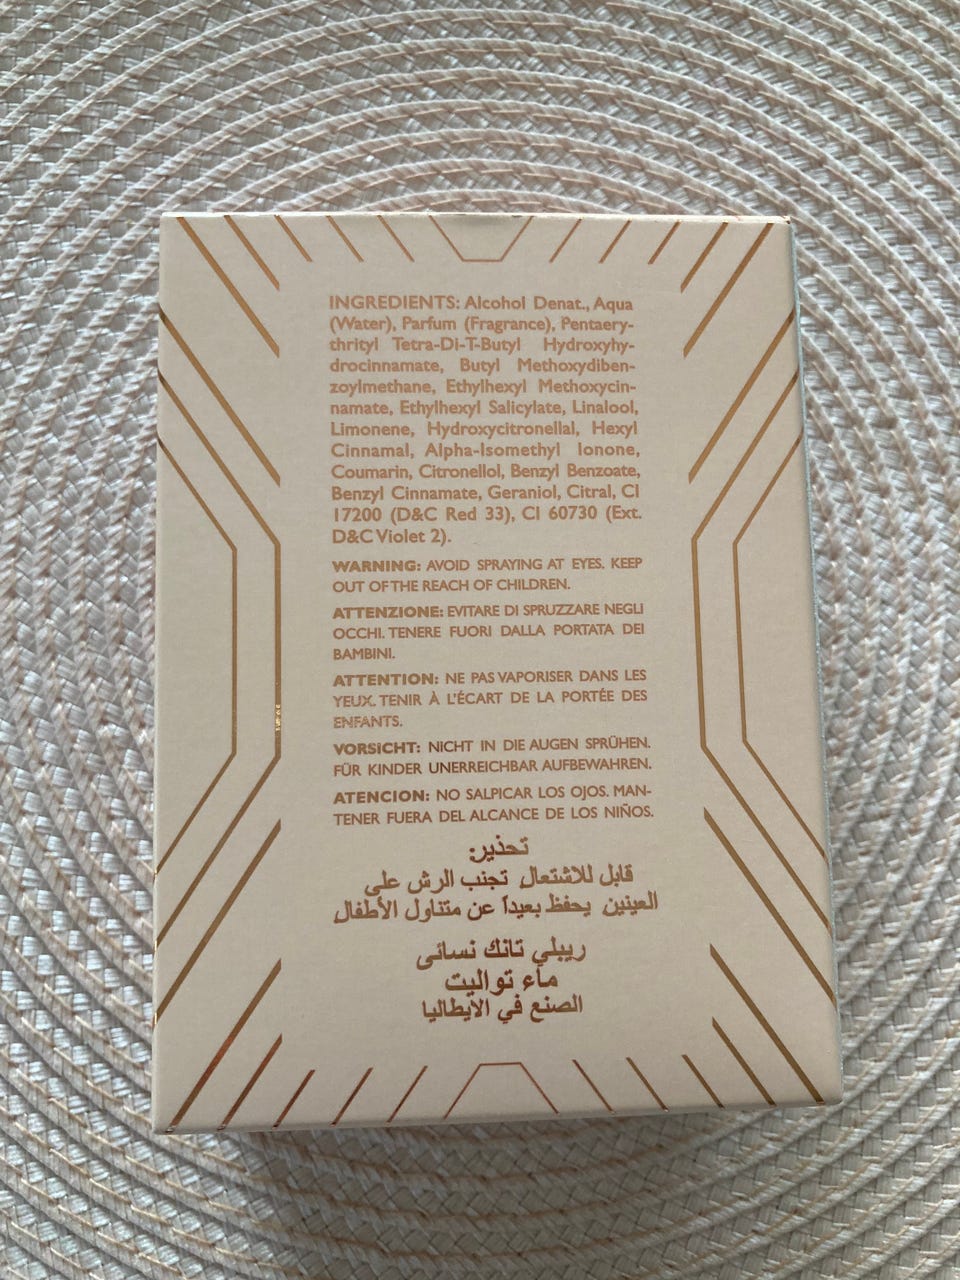 INGREDIENTS: Alcohol Denat., Aqua
(Water), Parfum (Fragrance), Pentaery-
thrityl Tetra-Di-T-Butyl Hydroxyhy-
drocinnamate, Butyl Methoxydiben-
zoylmethane, Ethylhexyl Methoxycin-
namate, Ethylhexyl Salicylate, Linalool,
Limonene, Hydroxycitronellal, Hexyl
Cinnamal, Alpha-Isomethyl Ionone,
Coumarin, Citronellol, Benzyl Benzoate,
Benzyl Cinnamate, Geraniol, Citral, CI
17200 (D&C Red 33), CI 60730 (Ext.
D&C Violet 2).
WARNING: AVOID SPRAYING AT EYES. KEEP
OUT OF THE REACH OF CHILDREN.
ATTENZIONE: EVITARE DI SPRUZZARE NEGLI
OCCHI. TENERE FUORI DALLA PORTATA DEI
BAMBINI.
ATTENTION: NE PAS VAPORISER DANS LES
YEUX. TENIR À L'ÉCART DE LA PORTÉE DES
ENFANTS.
VORSiCHT: NiCHT IN DIE AUGEN SPRÜHEN.
FÜR KINDER UNERREICHBAR AUFBEWAHREN.
ATENCION: NO SALPICAR LOS OJOS. MAN-
TENER FUERA DEL ALCANCE DE LOS NIÑOS.
تحذير:
قابل للاشتعال. تجنب الرش على
العينين. يحفظ بعيداً عن متناول الأطفال
ريبلي تانك نسائى
ماء تواليت
الصنع في الايطاليا